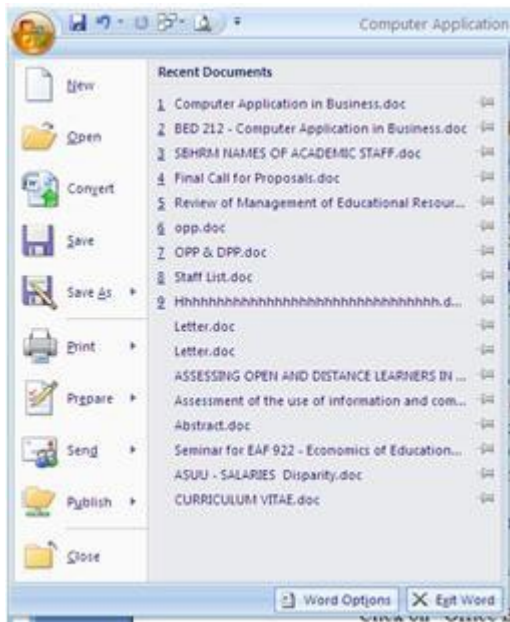 Computer Application
New
Open
Convert
Save
Save As
Print
Prepare
Send
Publish
Close
Recent Documents
1 Computer Application in Business.doc
2 BED 212 - Computer Application in Business.doc
3 SBHRM NAMES OF ACADEMIC STAFF.doc
4 Final Call for Proposals.doc
5 Review of Management of Educational Resour...
6 opp.doc
7 OPP & DPP.doc
8 Staff List.doc
9 Hhhhhhhhhhhhhhhhhhhhhhhhhhhhhhhh.d...
Letter.doc
Letter.doc
ASSESSING OPEN AND DISTANCE LEARNERS IN ...
Assessment of the use of information and com...
Abstract.doc
Seminar for EAF 922 - Economics of Education...
ASUU - SALARIES Disparity.doc
CURRICULUM VITAE.doc
Word Options
Exit Word